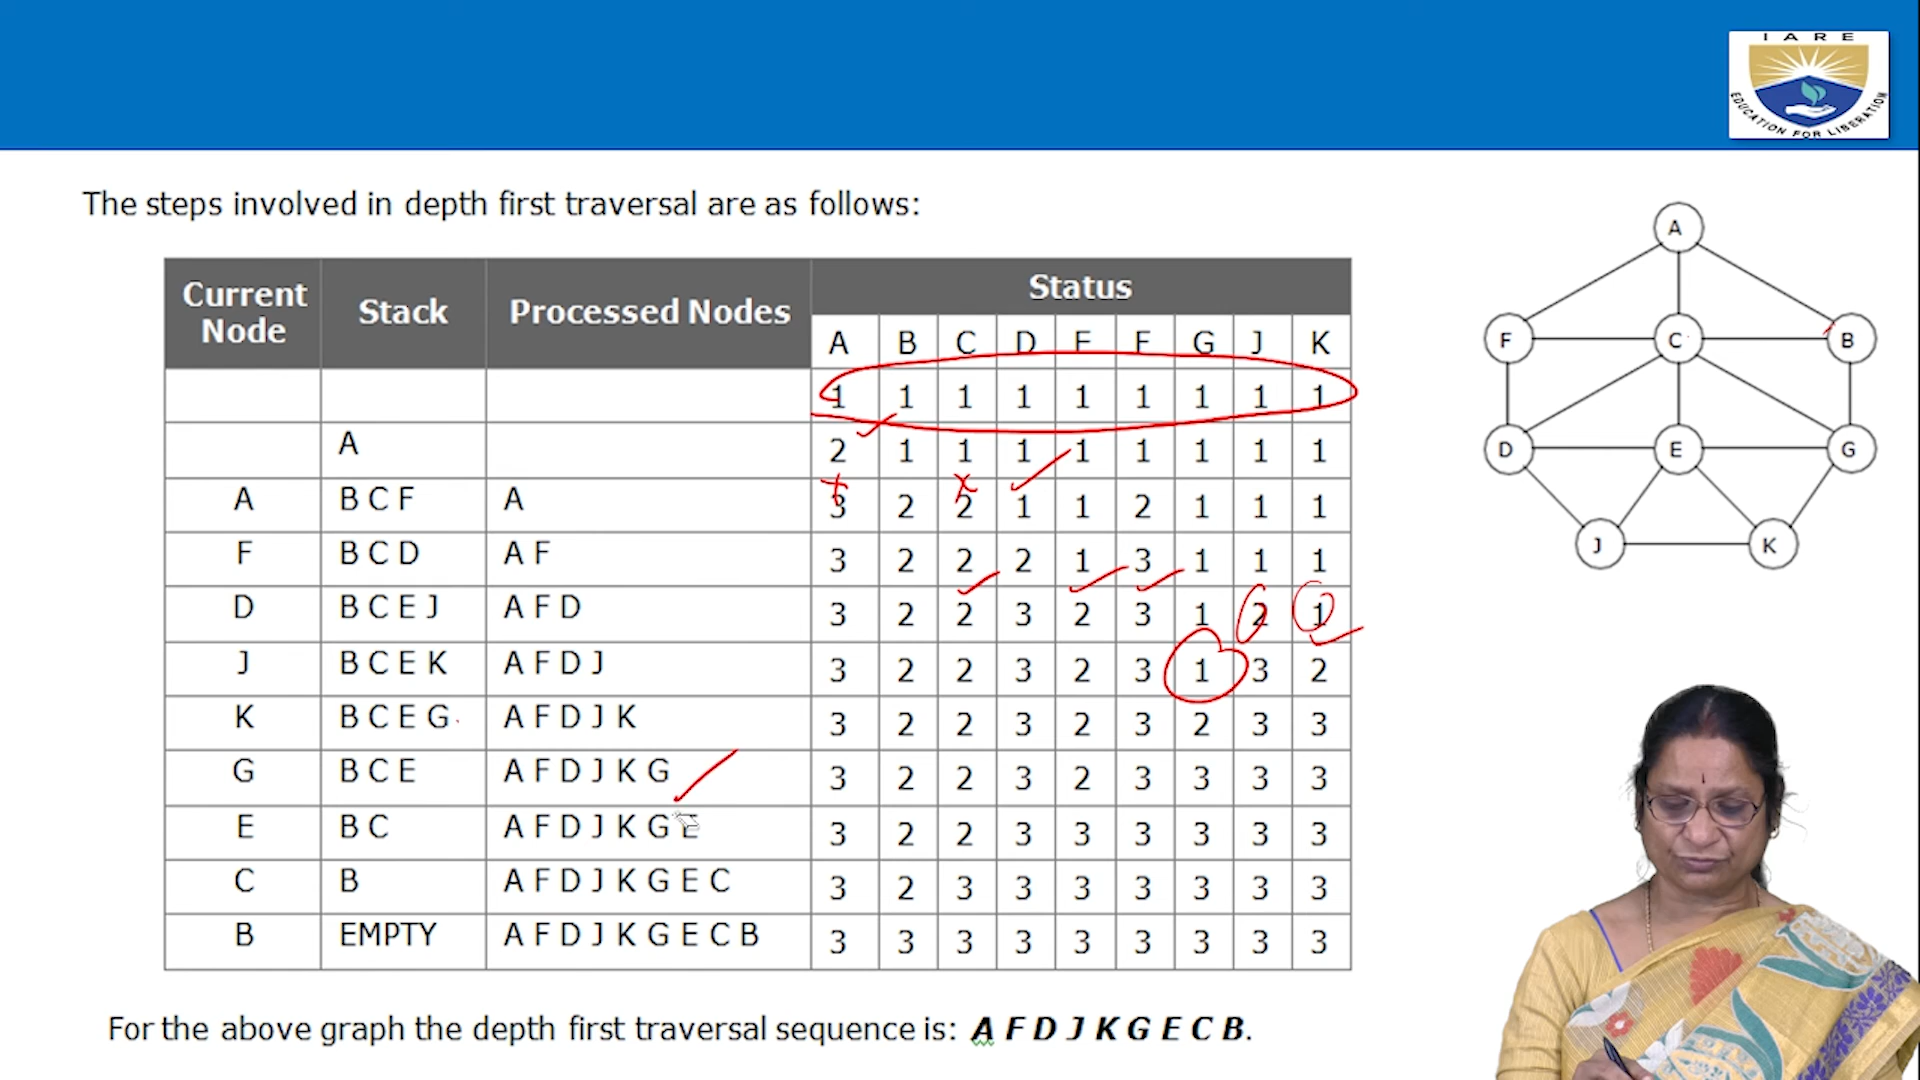 IARE
EDUCATION FOR LIBERATION
The steps involved in depth first traversal are as follows:
Current Node Stack Processed Nodes Status
A B C D E F G J K
1 1 1 1 1 1 1 1 1
A 2 1 1 1 1 1 1 1 1
A B C F A 3 2 2 1 1 2 1 1 1
F B C D A F 3 2 2 2 1 3 1 1 1
D B C E J A F D 3 2 2 3 2 3 1 2 1
J B C E K A F D J 3 2 2 3 2 3 1 3 2
K B C E G A F D J K 3 2 2 3 2 3 2 3 3
G B C E A F D J K G 3 2 2 3 2 3 3 3 3
E B C A F D J K G E 3 2 2 3 3 3 3 3 3
C B A F D J K G E C 3 2 3 3 3 3 3 3 3
B EMPTY A F D J K G E C B 3 3 3 3 3 3 3 3 3
For the above graph the depth first traversal sequence is: A F D J K G E C B.
A
F C B
D E G
J K